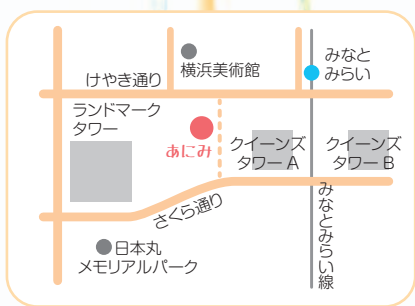 みなと
みらい
横浜美術館
けやき通り
ランドマーク
タワー
あにみ
クイーンズ
タワー A
クイーンズ
タワー B
さくら通り
みなとみらい線
日本丸
メモリアルパーク